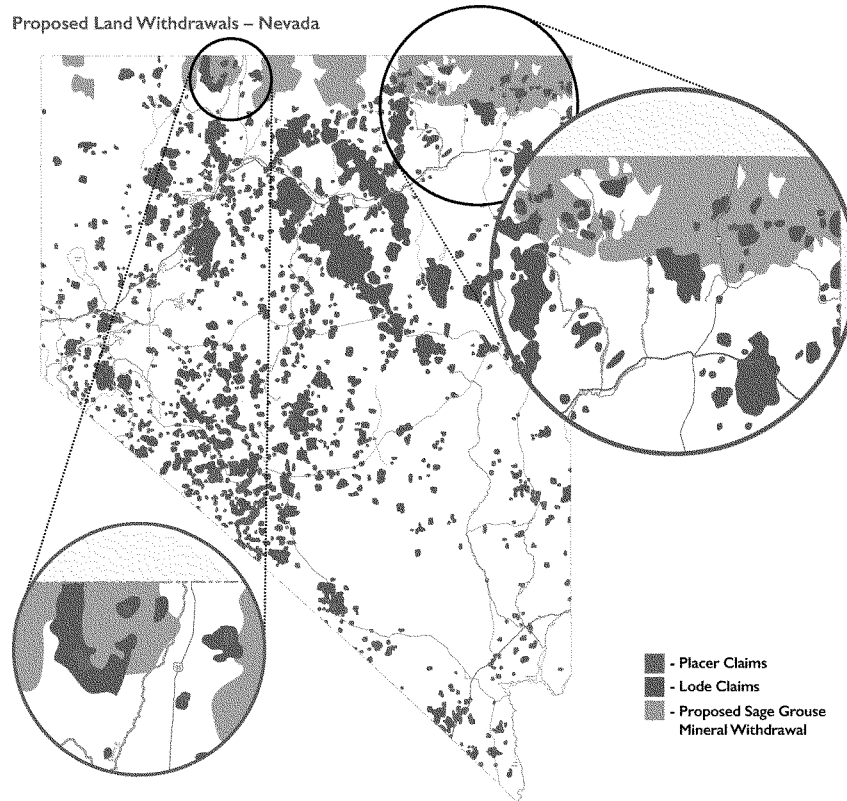 Proposed Land Withdrawals – Nevada
- Placer Claims
- Lode Claims
- Proposed Sage Grouse
Mineral Withdrawal